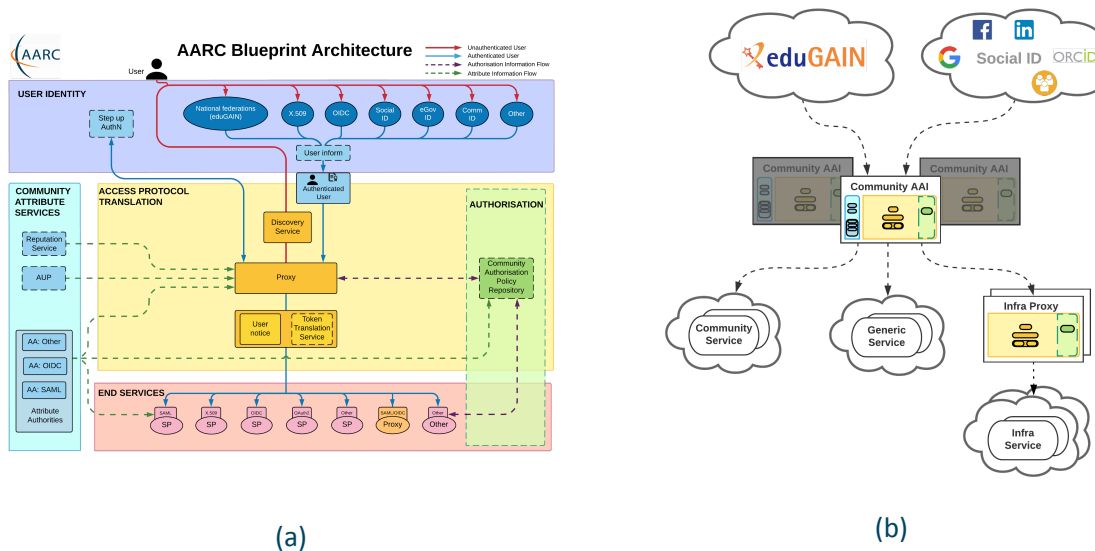 AARC
AARC Blueprint Architecture
Unauthenticated User
Authenticated User
Authorisation Information Flow
Attribute Information Flow
User
USER IDENTITY
Step up
AuthN
National federations
(eduGAIN)
X.509
OIDC
Social
ID
eGov
ID
Comm
ID
Other
User inform
Authenticated
User
COMMUNITY
ATTRIBUTE
SERVICES
ACCESS PROTOCOL
TRANSLATION
AUTHORISATION
Discovery
Service
Reputation
Service
AUP
Proxy
Community
Authorisation
Policy
Repository
User
notice
Token
Translation
Service
AA: Other
AA: OIDC
AA: SAML
Attribute
Authorities
END SERVICES
SAML
SP
X.509
SP
OIDC
SP
OAuth2
SP
Other
SP
SAML/OIDC
Proxy
Other
Other
(a)
eduGAIN
f
in
G
Social ID
ORCID
Community AAI
Community AAI
Community AAI
Community
Service
Generic
Service
Infra Proxy
Infra
Service
(b)